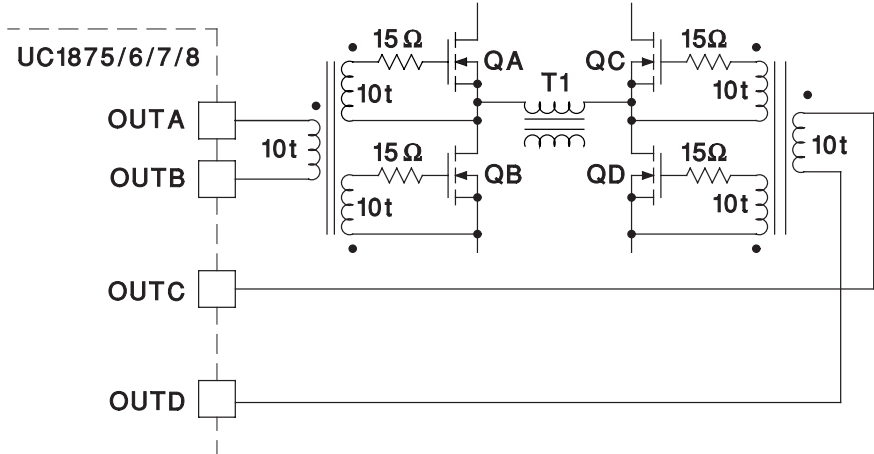 UC1875/6/7/8
15Ω
QA
QC
15Ω
T1
10t
10t
OUTA
10t
10t
OUTB
15Ω
QB
QD
15Ω
10t
10t
OUTC
OUTD